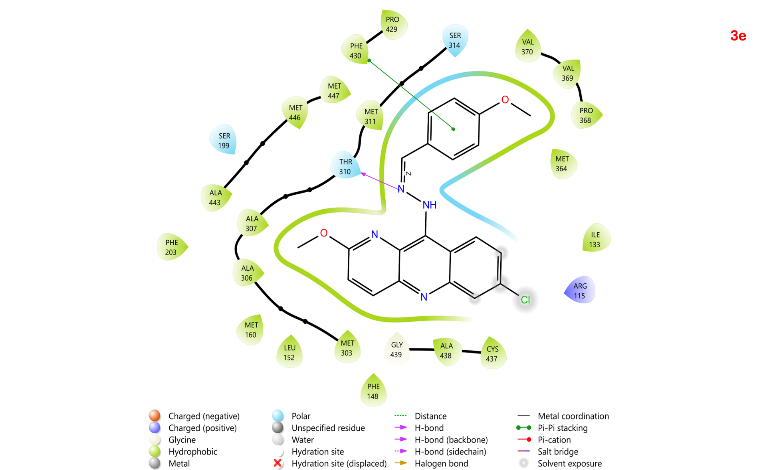 3e
PRO
429
PHE
430
SER
314
VAL
370
VAL
369
PRO
368
MET
447
MET
446
MET
311
SER
199
THR
310
MET
364
ALA
443
ALA
307
PHE
203
ILE
133
ALA
306
ARG
115
MET
160
LEU
152
MET
303
GLY
439
ALA
438
CYS
437
PHE
148
O
N
Z
NH
O
N
N
Cl
Charged (negative)
Charged (positive)
Glycine
Hydrophobic
Metal
Polar
Unspecified residue
Water
Hydration site
Hydration site (displaced)
Distance
H-bond
H-bond (backbone)
H-bond (sidechain)
Halogen bond
Metal coordination
Pi-Pi stacking
Pi-cation
Salt bridge
Solvent exposure